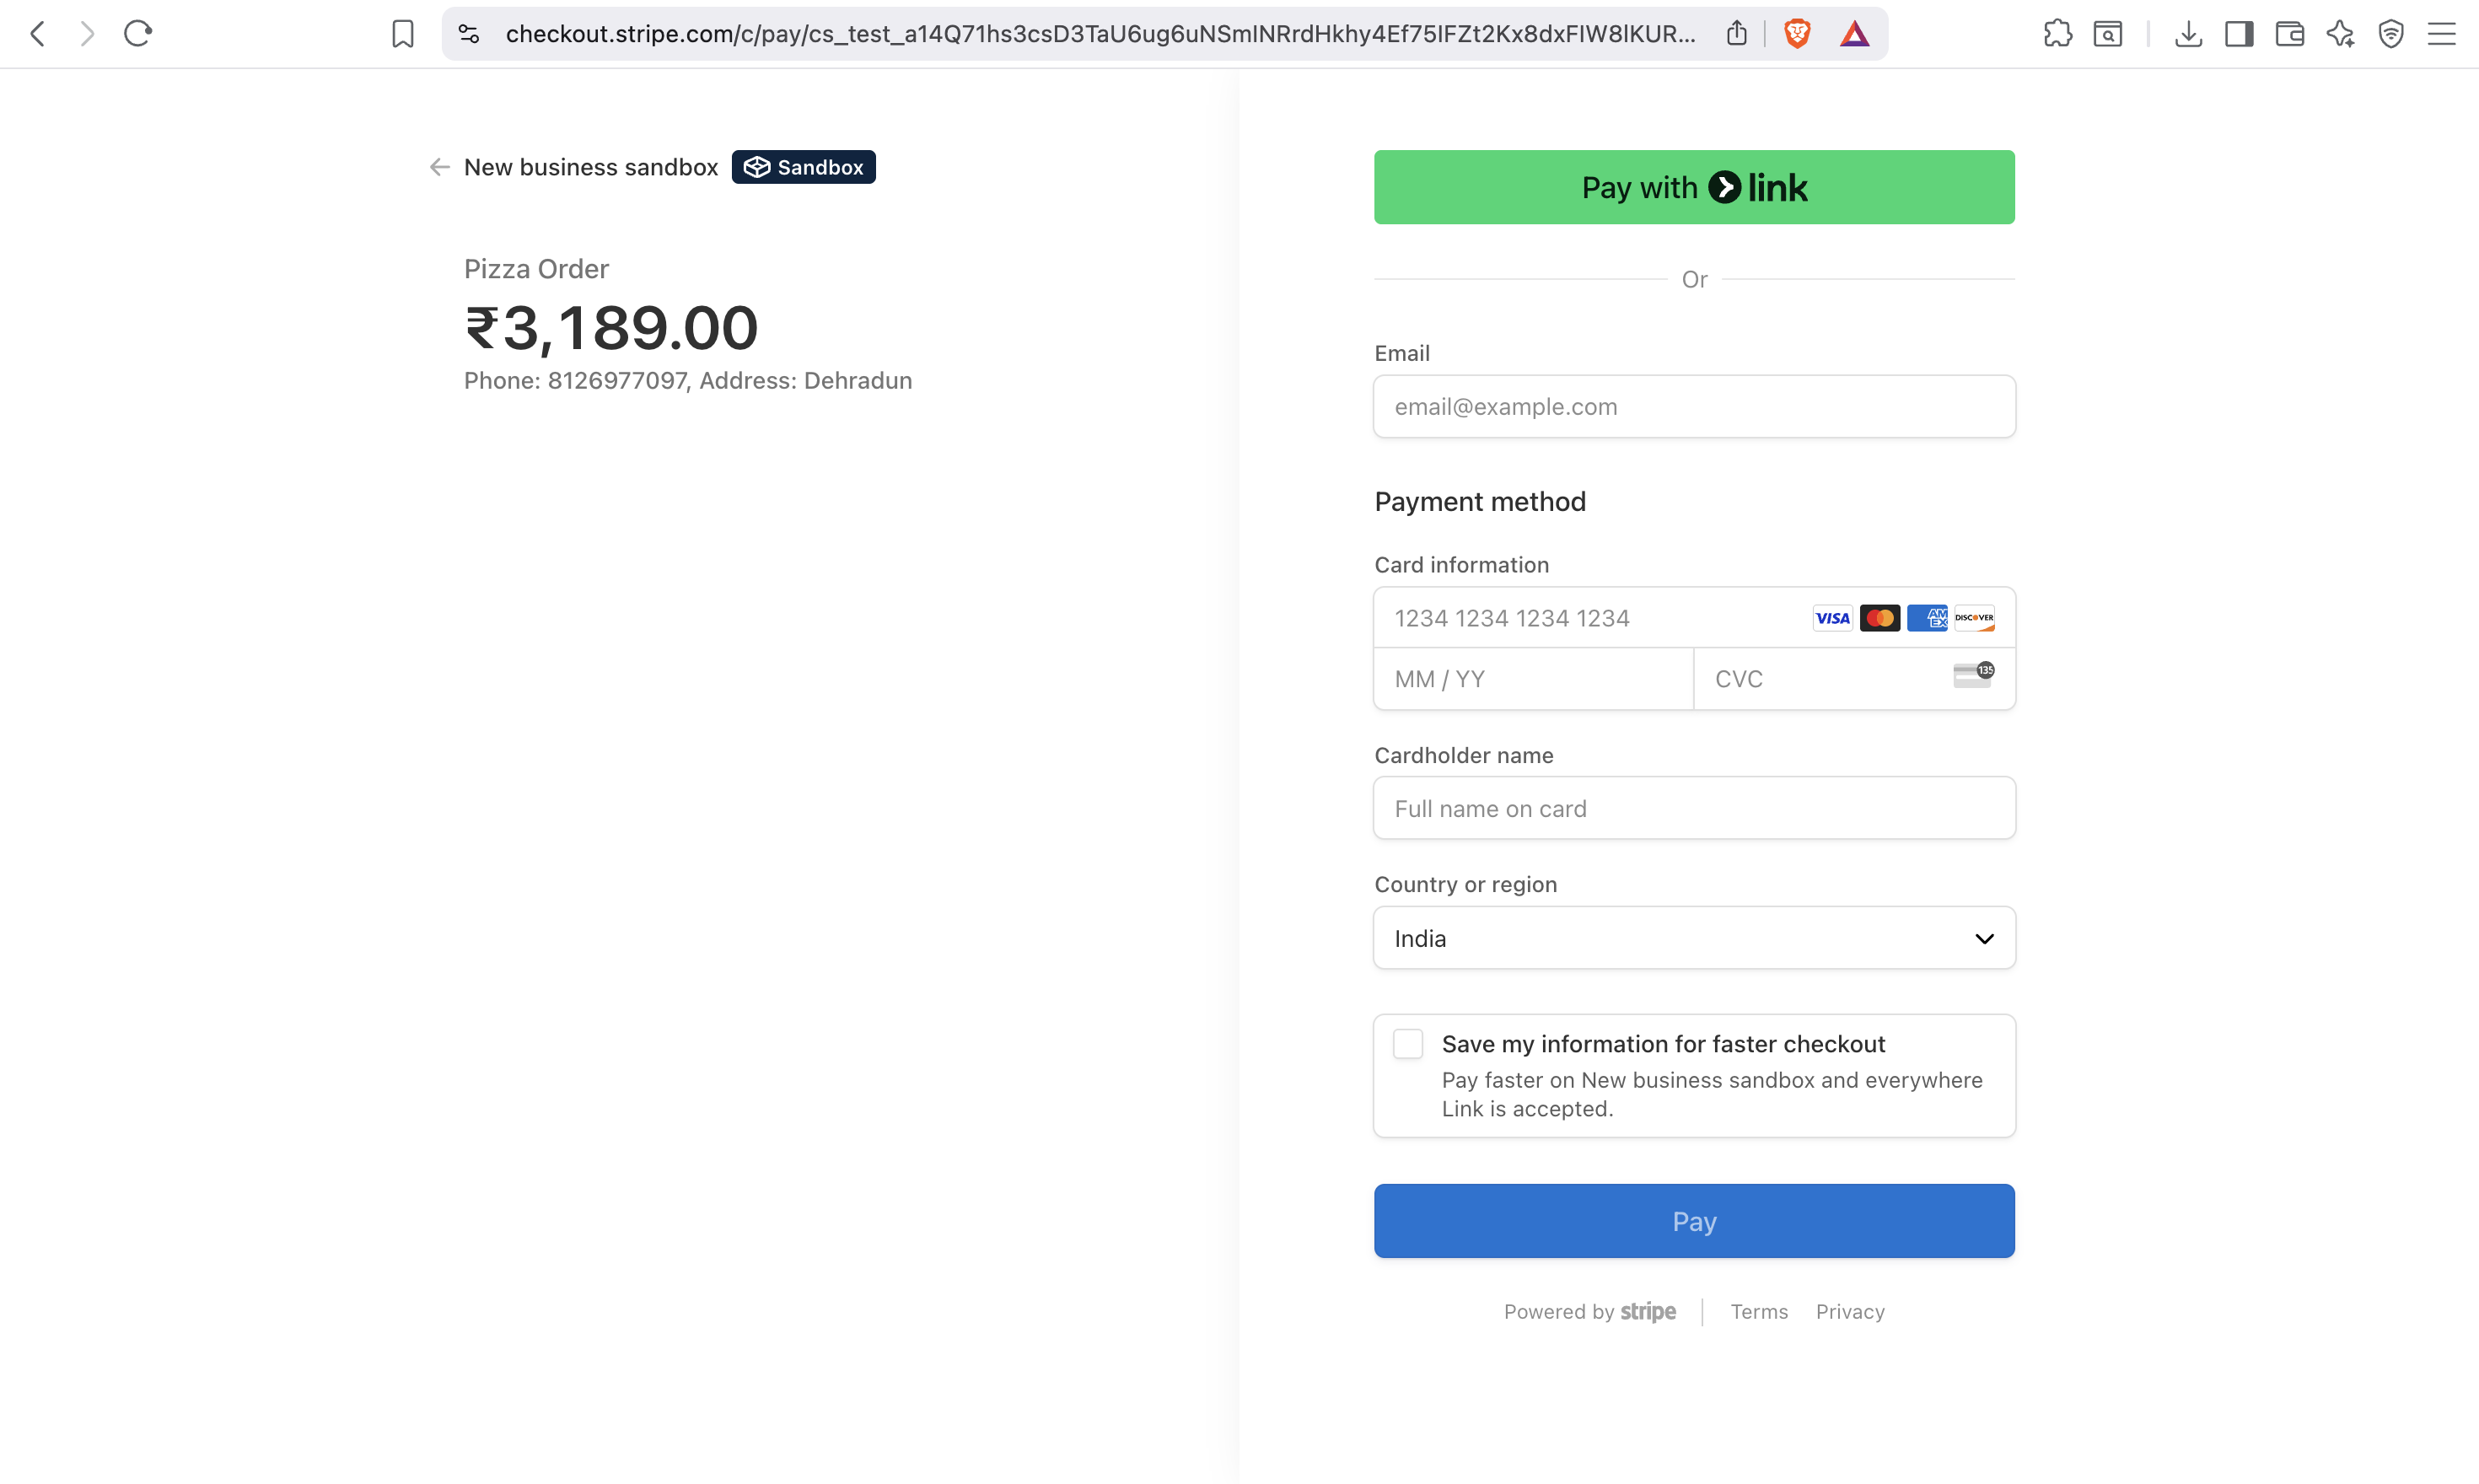 checkout.stripe.com/c/pay/cs_test_a14Q71hs3csD3TaU6ug6uNSmlNRrdHkhy4Ef75IFZt2Kx8dxFIW8lKUR...
New business sandbox Sandbox
Pizza Order
₹3,189.00
Phone: 8126977097, Address: Dehradun
Pay with link
Or
Email
email@example.com
Payment method
Card information
1234 1234 1234 1234 VISA AM EX DISCOVER
MM / YY CVC 135
Cardholder name
Full name on card
Country or region
India
Save my information for faster checkout
Pay faster on New business sandbox and everywhere
Link is accepted.
Pay
Powered by stripe Terms Privacy